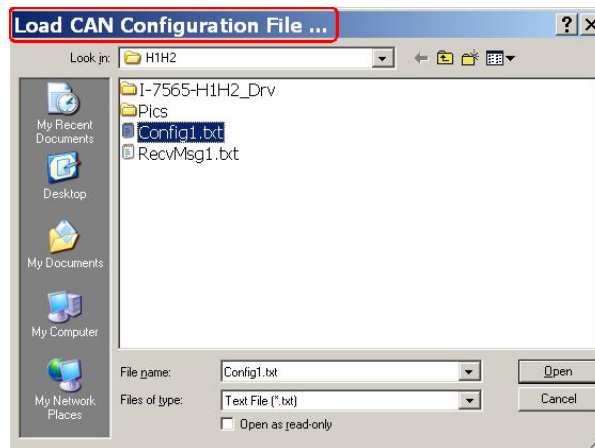 Load CAN Configuration File ...
Look in:
H1H2
I-7565-H1H2_Drv
Pics
Config1.txt
RecvMsg1.txt
My Recent
Documents
Desktop
My Documents
My Computer
My Network
Places
File name:
Config1.txt
Open
Files of type:
Text File (*.txt)
Cancel
Open as read-only